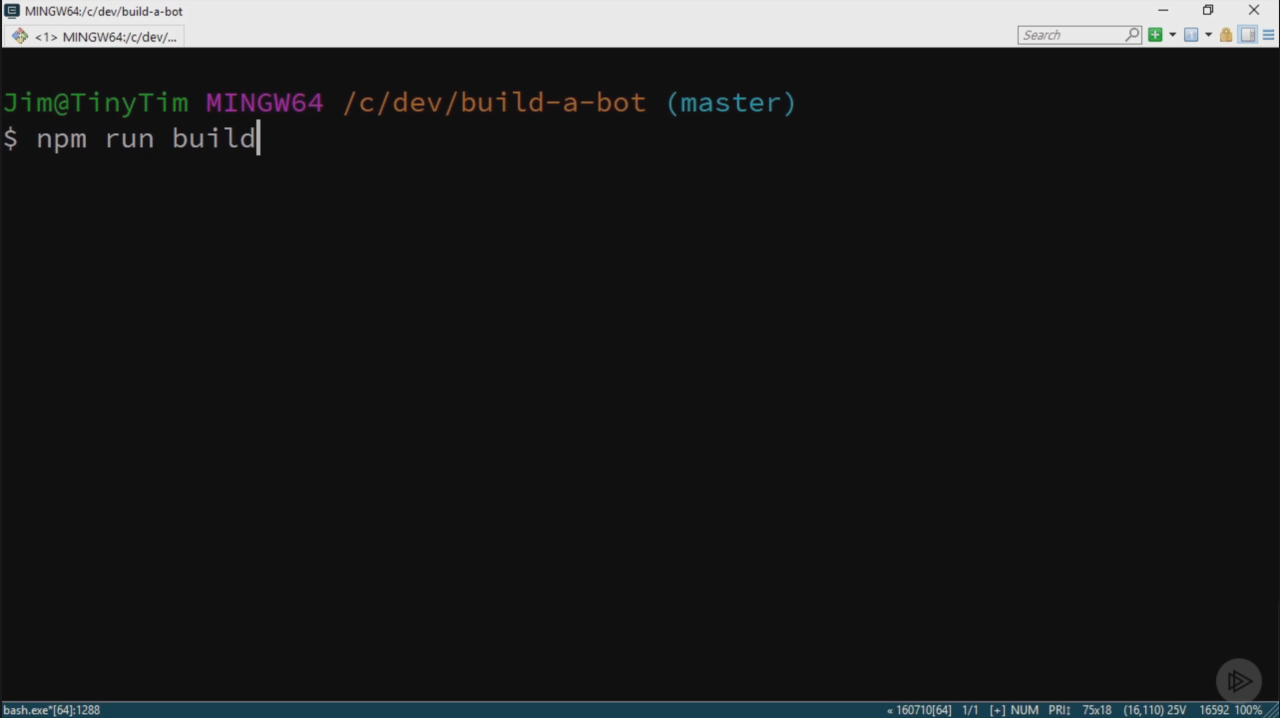 MINGW64:/c/dev/build-a-bot
<1> MINGW64:/c/dev/...
Search
Jim@TinyTim MINGW64 /c/dev/build-a-bot (master)
$ npm run build
bash.exe*[64]:1288
« 160710[64] 1/1 [+] NUM PRI↕ 75x18 (16,110) 25V 16592 100%